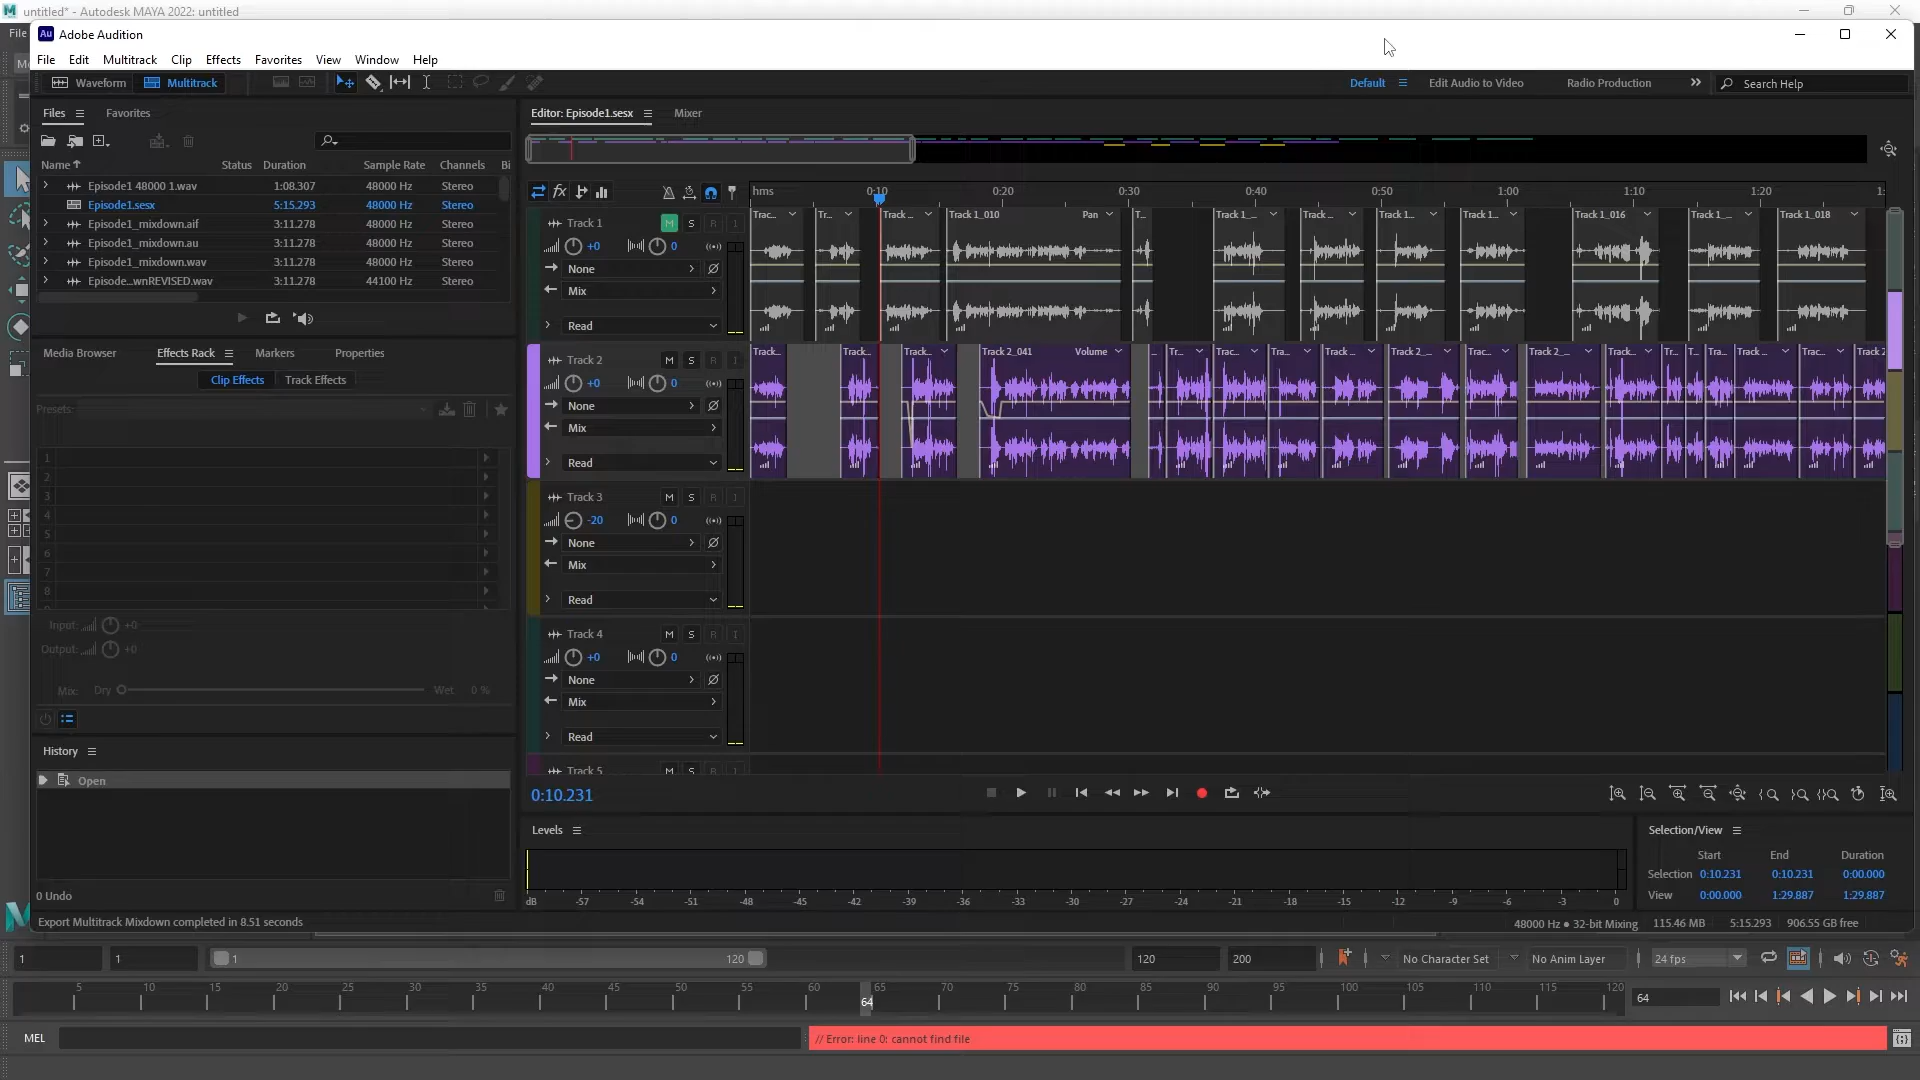 untitled* - Autodesk MAYA 2022: untitled
File
Adobe Audition
File Edit Multitrack Clip Effects Favorites View Window Help
Waveform Multitrack Default Edit Audio to Video Radio Production Search Help
Files Favorites
Editor: Episode1.sesx Mixer
Name Status Duration Sample Rate Channels Bi
Episode1 48000 1.wav 1:08.307 48000 Hz Stereo
Episode1.sesx 5:15.293 48000 Hz Stereo
Episode1_mixdown.aif 3:11.278 48000 Hz Stereo
Episode1_mixdown.au 3:11.278 48000 Hz Stereo
Episode1_mixdown.wav 3:11.278 48000 Hz Stereo
Episode...wnREVISED.wav 3:11.278 44100 Hz Stereo
Media Browser Effects Rack Markers Properties
Clip Effects Track Effects
Presets:
1
2
3
4
5
6
7
8
Input: +0
Output: +0
Mix: Dry Wet 0 %
History
Open
0 Undo
Export Multitrack Mixdown completed in 8.51 seconds
hms 0:10 0:20 0:30 0:40 0:50 1:00 1:10 1:20 1:
Track 1 M S R I
+0 0
None
Mix
Read
Trac... Tr... Track ... Track 1_010 Pan T... Track 1_... Track ... Track 1... Track 1... Track 1_016 Track 1_... Track 1_018
Track 2 M S R I
+0 0
None
Mix
Read
Track... Track... Track... Track 2_041 Volume .. Tr... Trac... Tra... Track ... Track 2_... Trac... Track 2_... Track... Tr... T... Tra... Track ... Trac... Track 2
Track 3 M S R I
-20 0
None
Mix
Read
Track 4 M S R I
+0 0
None
Mix
Read
Track 5 M S R I
0:10.231
Levels
dB -57 -54 -51 -48 -45 -42 -39 -36 -33 -30 -27 -24 -21 -18 -15 -12 -9 -6 -3 0
Selection/View
Start End Duration
Selection 0:10.231 0:10.231 0:00.000
View 0:00.000 1:29.887 1:29.887
48000 Hz ● 32-bit Mixing 115.46 MB 5:15.293 906.55 GB free
1 1 1 120 120 200 No Character Set No Anim Layer 24 fps
5 10 15 20 25 30 35 40 45 50 55 60 64 65 70 75 80 85 90 95 100 105 110 115 120 64
MEL // Error: line 0: cannot find file